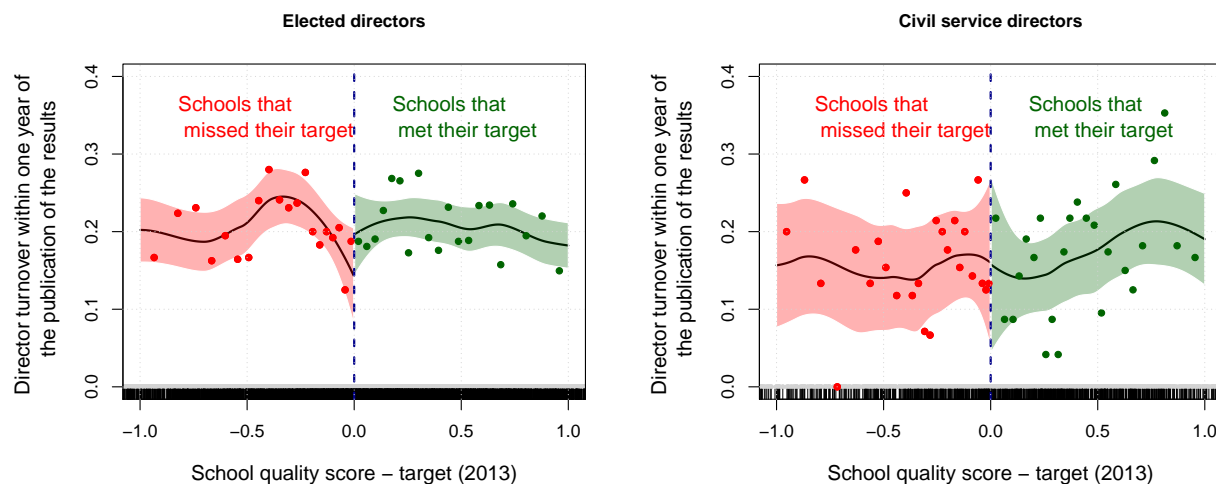 Elected directors
Director turnover within one year of
the publication of the results
0.4
0.3
0.2
0.1
0.0
Schools that
missed their target
Schools that
met their target
−1.0 −0.5 0.0 0.5 1.0
School quality score − target (2013)
Civil service directors
Director turnover within one year of
the publication of the results
0.4
0.3
0.2
0.1
0.0
Schools that
missed their target
Schools that
met their target
−1.0 −0.5 0.0 0.5 1.0
School quality score − target (2013)